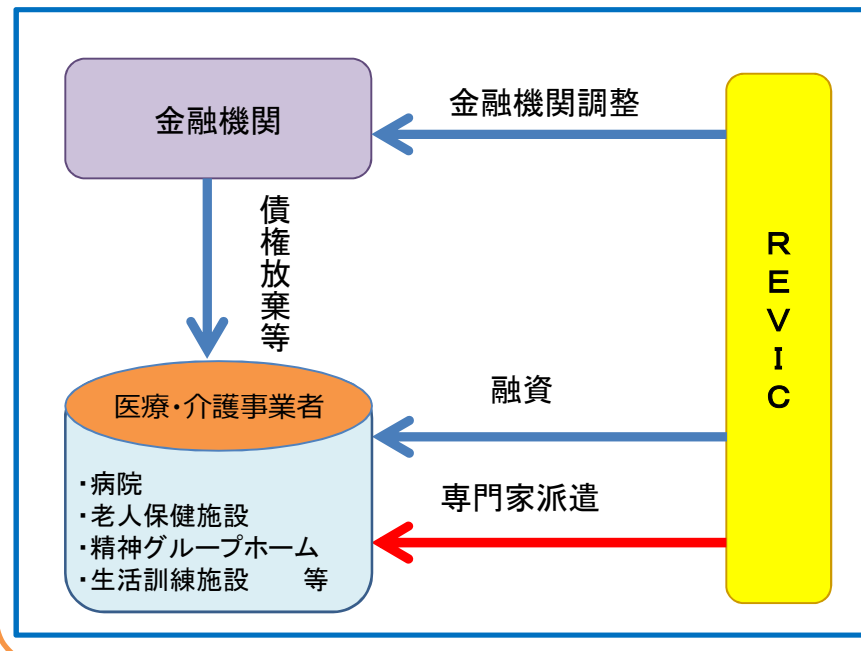 金融機関
金融機関調整
債権放棄等
REVIC
融資
医療・介護事業者
専門家派遣
・病院
・老人保健施設
・精神グループホーム
・生活訓練施設　　等